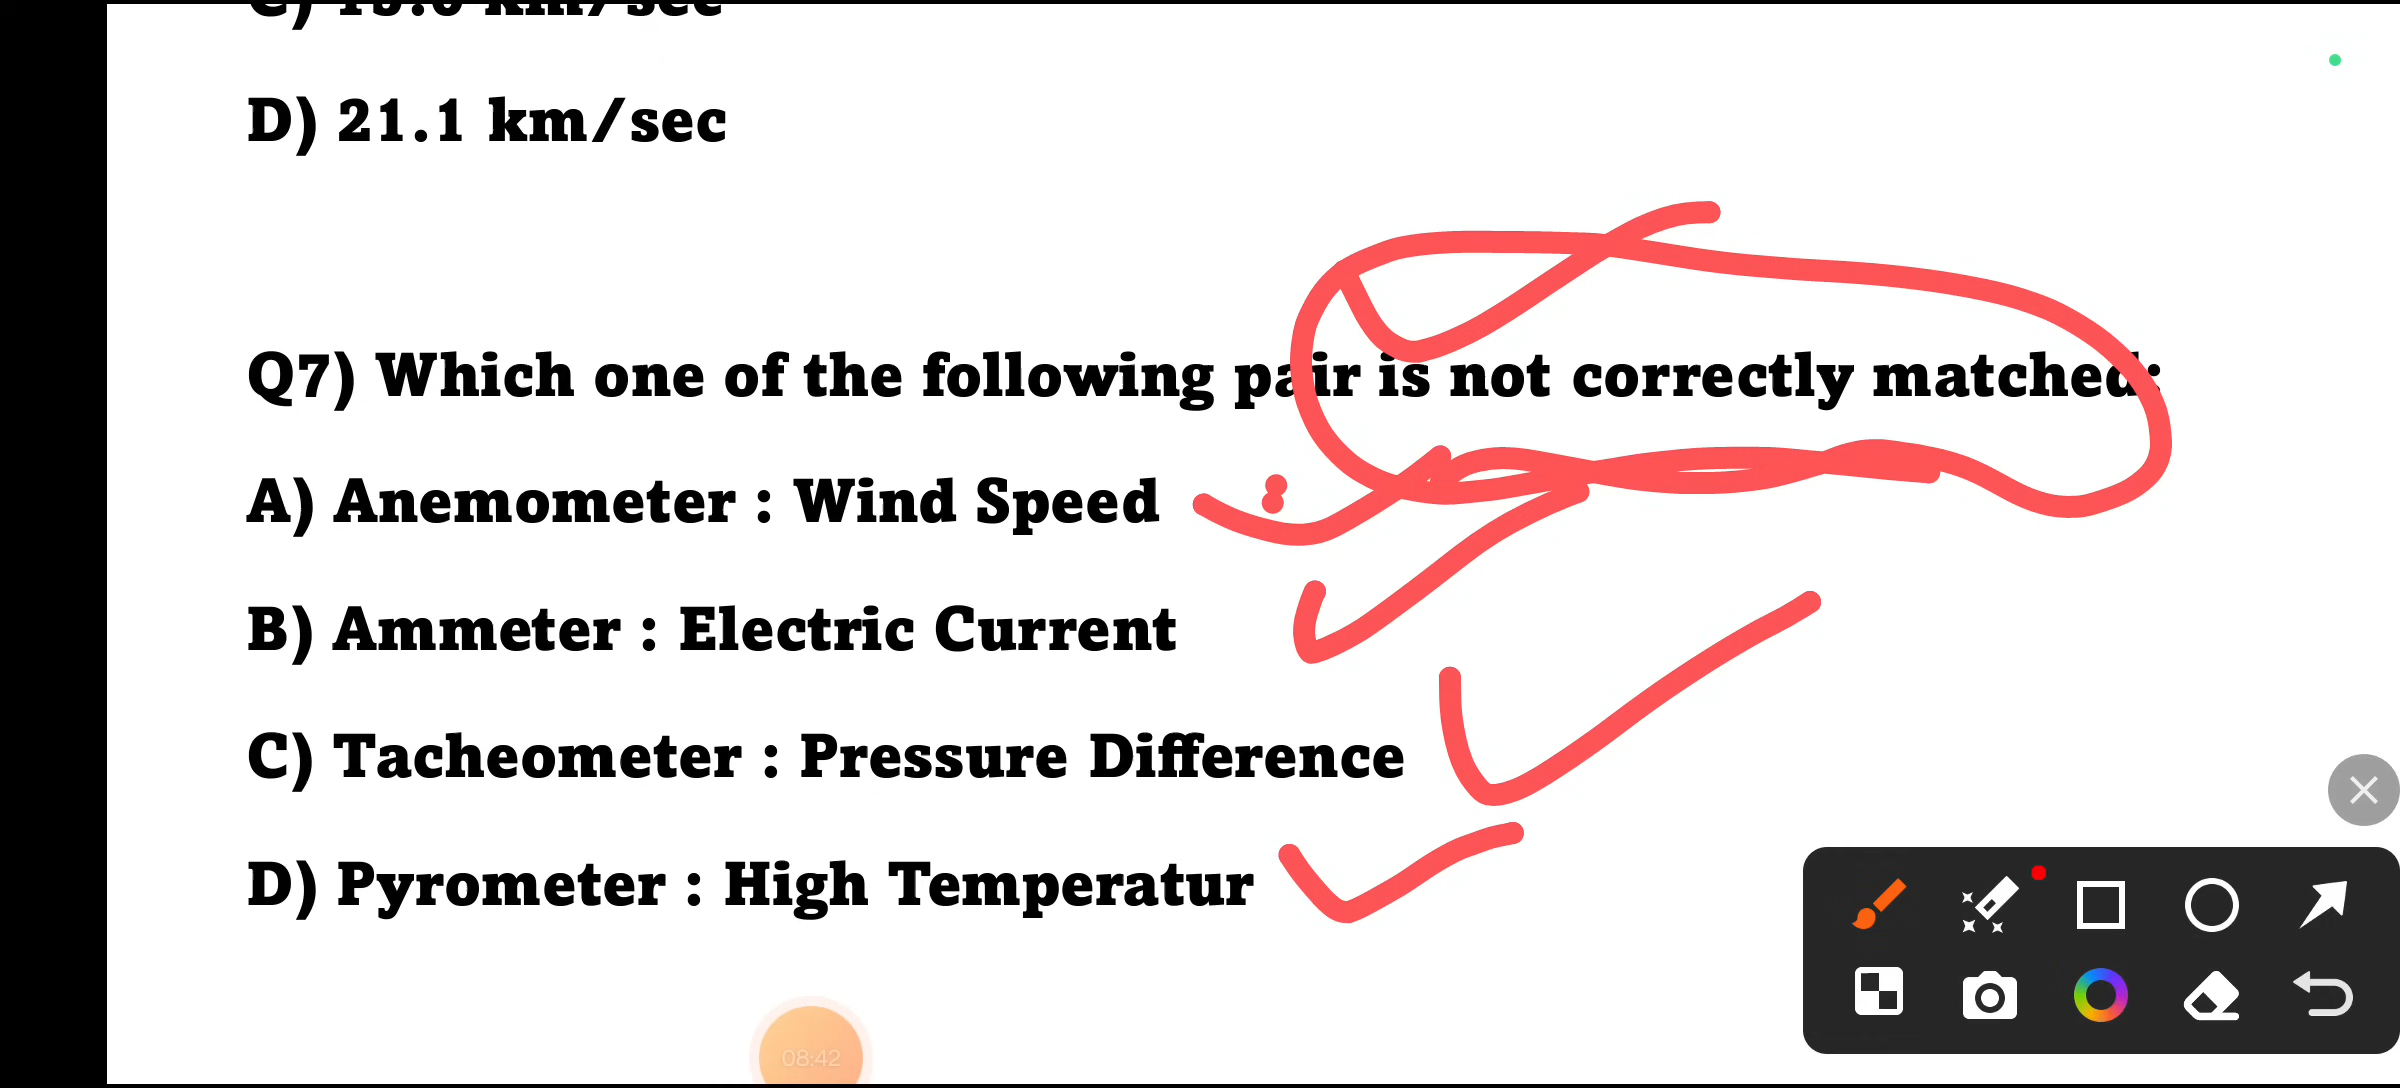 D) 21.1 km/sec
Q7) Which one of the following pair is not correctly matched:
A) Anemometer : Wind Speed
B) Ammeter : Electric Current
C) Tacheometer : Pressure Difference
D) Pyrometer : High Temperatur
08:42